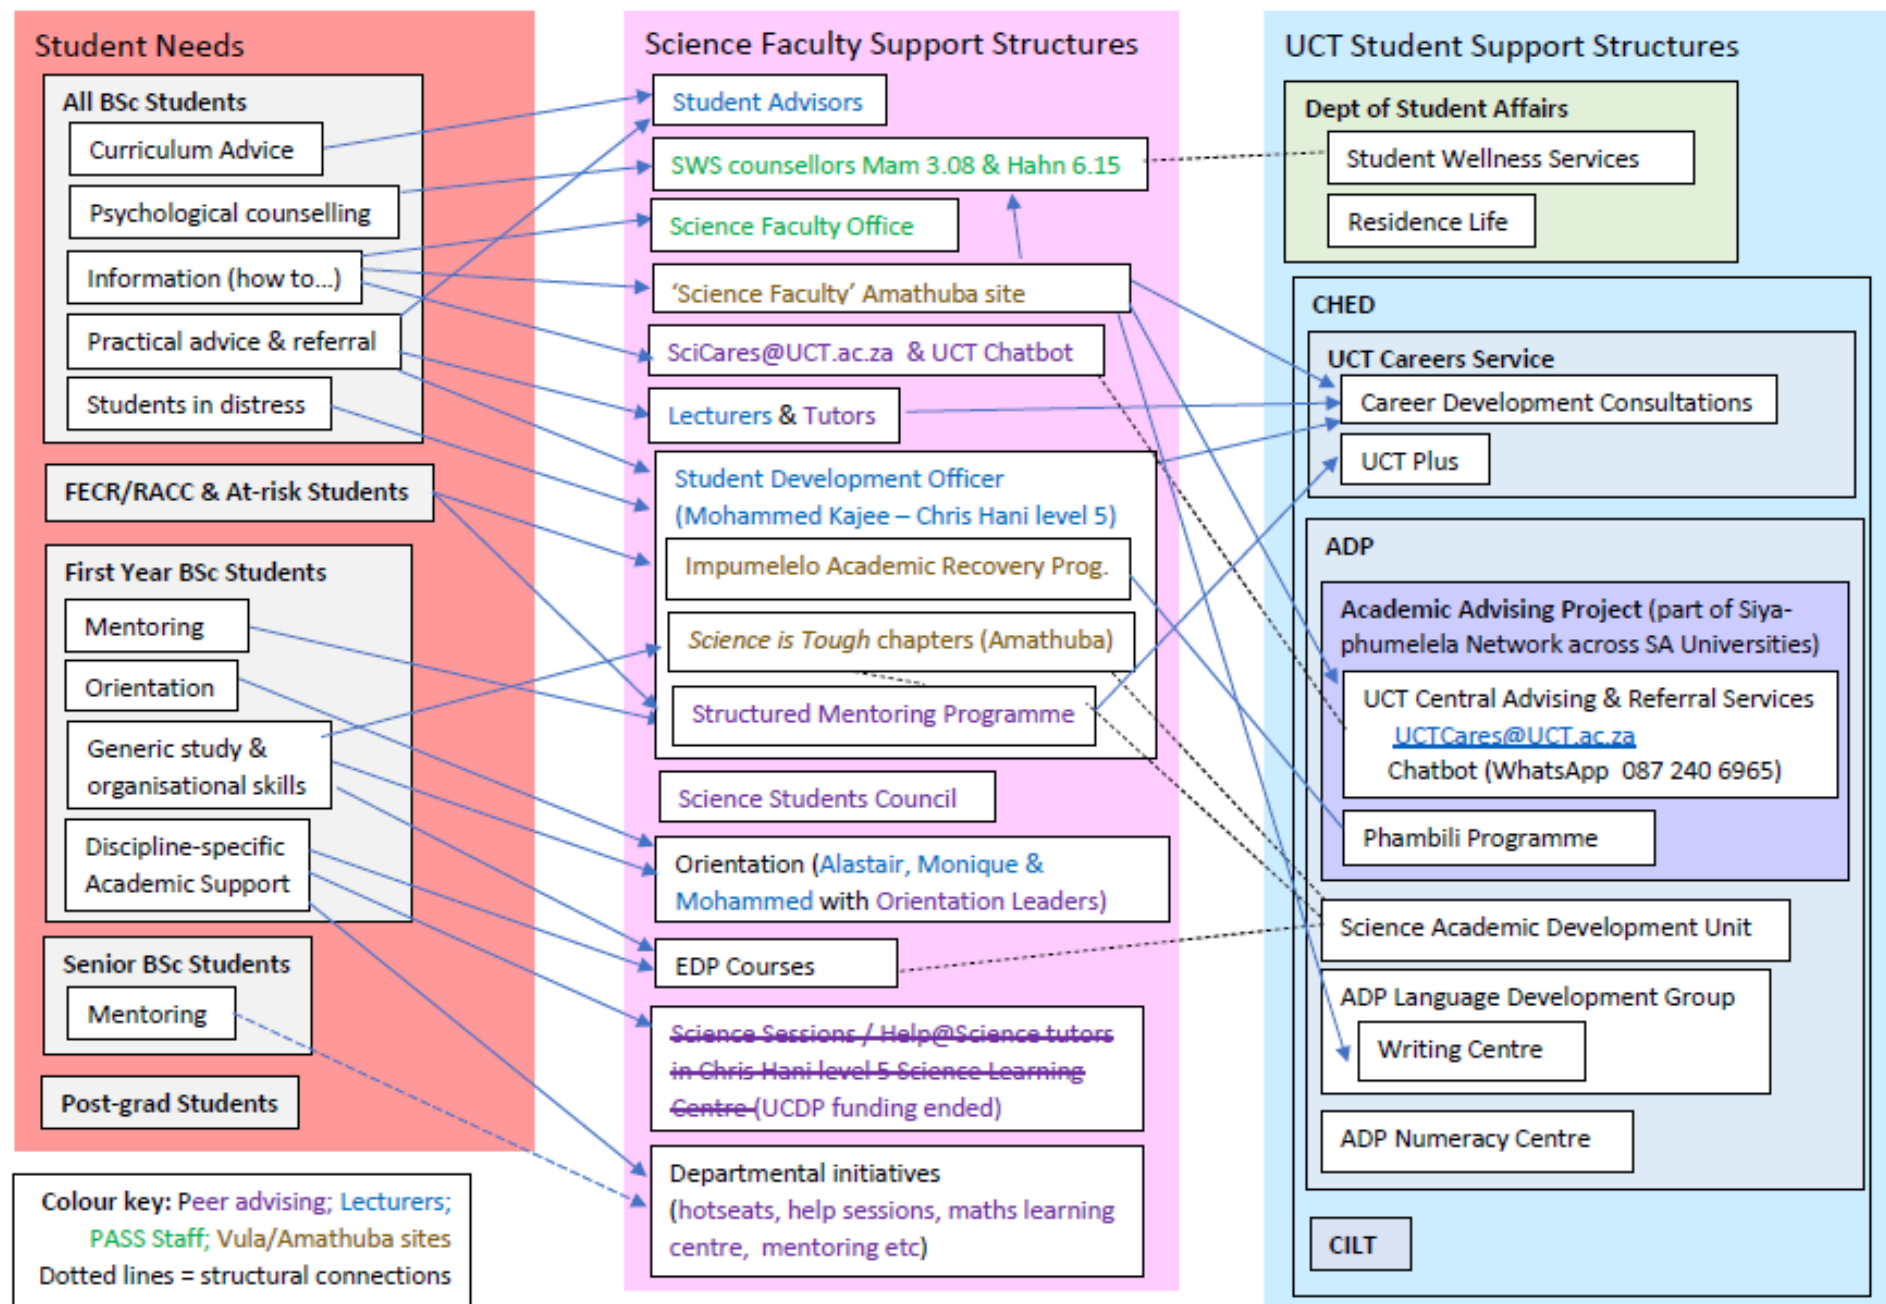 Student Needs
All BSc Students
Curriculum Advice
Psychological counselling
Information (how to...)
Practical advice & referral
Students in distress
FECR/RACC & At-risk Students
First Year BSc Students
Mentoring
Orientation
Generic study &
organisational skills
Discipline-specific
Academic Support
Senior BSc Students
Mentoring
Post-grad Students
Colour key: Peer advising; Lecturers;
PASS Staff; Vula/Amathuba sites
Dotted lines = structural connections
Science Faculty Support Structures
Student Advisors
SWS counsellors Mam 3.08 & Hahn 6.15
Science Faculty Office
‘Science Faculty’ Amathuba site
SciCares@UCT.ac.za & UCT Chatbot
Lecturers & Tutors
Student Development Officer
(Mohammed Kajee – Chris Hani level 5)
Impumelelo Academic Recovery Prog.
Science is Tough chapters (Amathuba)
Structured Mentoring Programme
Science Students Council
Orientation (Alastair, Monique &
Mohammed with Orientation Leaders)
EDP Courses
Science Sessions / Help@Science tutors
in Chris Hani level 5 Science Learning
Centre (UCDP funding ended)
Departmental initiatives
(hotseats, help sessions, maths learning
centre, mentoring etc)
UCT Student Support Structures
Dept of Student Affairs
Student Wellness Services
Residence Life
CHED
UCT Careers Service
Career Development Consultations
UCT Plus
ADP
Academic Advising Project (part of Siya-
phumelela Network across SA Universities)
UCT Central Advising & Referral Services
UCTCares@UCT.ac.za
Chatbot (WhatsApp 087 240 6965)
Phambili Programme
Science Academic Development Unit
ADP Language Development Group
Writing Centre
ADP Numeracy Centre
CILT